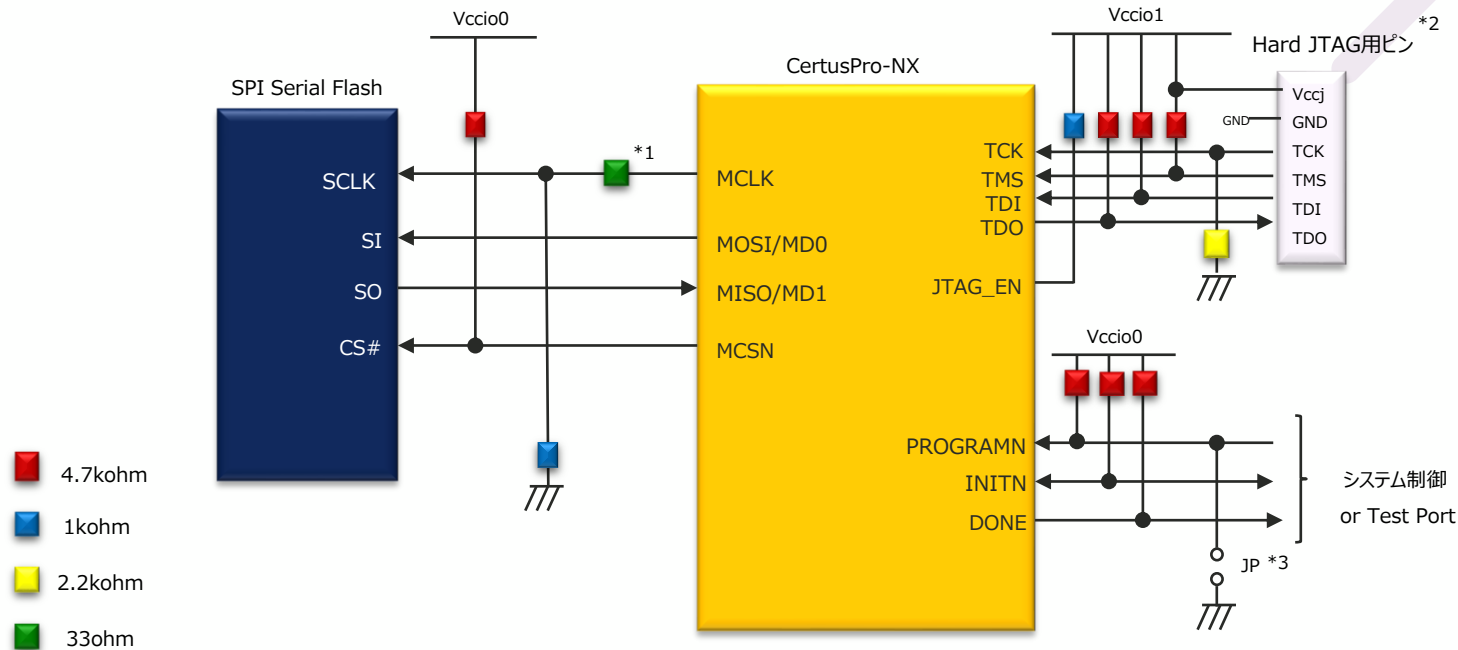 Vccio0
Vccio1
*2
Hard JTAG用ピン
CertusPro-NX
SPI Serial Flash
Vccj
GND
GND
TCK
TMS
TDI
TDO
*1
SCLK
SI
SO
CS#
MCLK
MOSI/MD0
MISO/MD1
MCSN
TCK
TMS
TDI
TDO
JTAG_EN
Vccio0
PROGRAMN
INITN
DONE
システム制御
or Test Port
JP *3
4.7kohm
1kohm
2.2kohm
33ohm